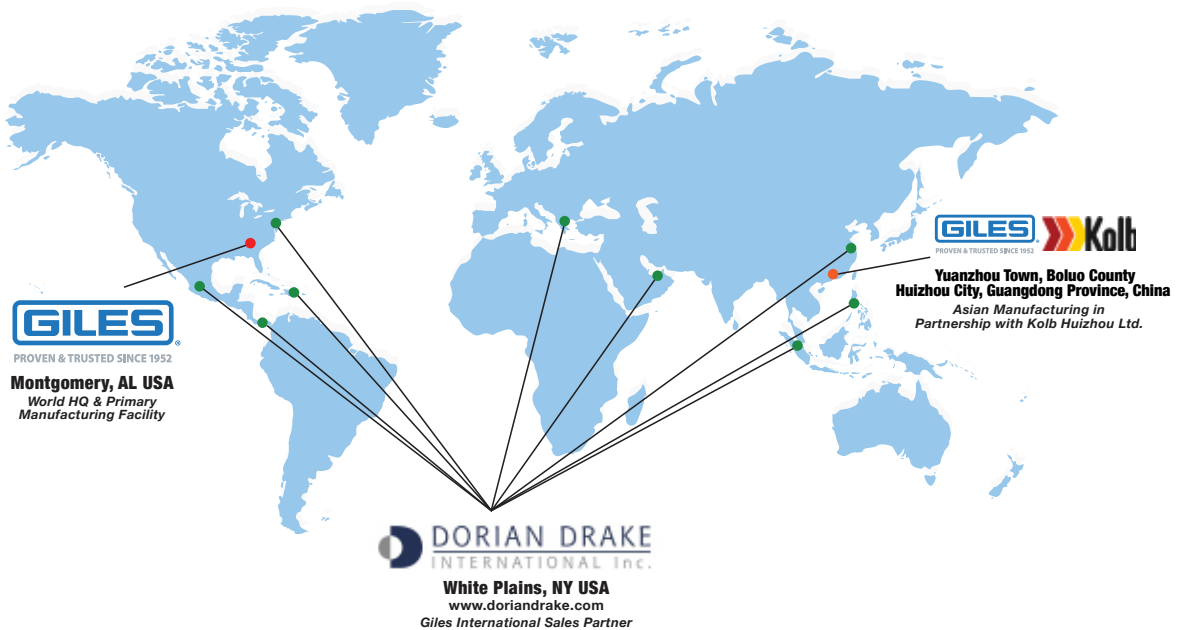 GILES®
PROVEN & TRUSTED SINCE 1952
Montgomery, AL USA
World HQ & Primary
Manufacturing Facility
GILES®
PROVEN & TRUSTED SINCE 1952
Kolb
Yuanzhou Town, Boluo County
Huizhou City, Guangdong Province, China
Asian Manufacturing in
Partnership with Kolb Huizhou Ltd.
DORIAN DRAKE
INTERNATIONAL Inc.
White Plains, NY USA
www.doriandrake.com
Giles International Sales Partner